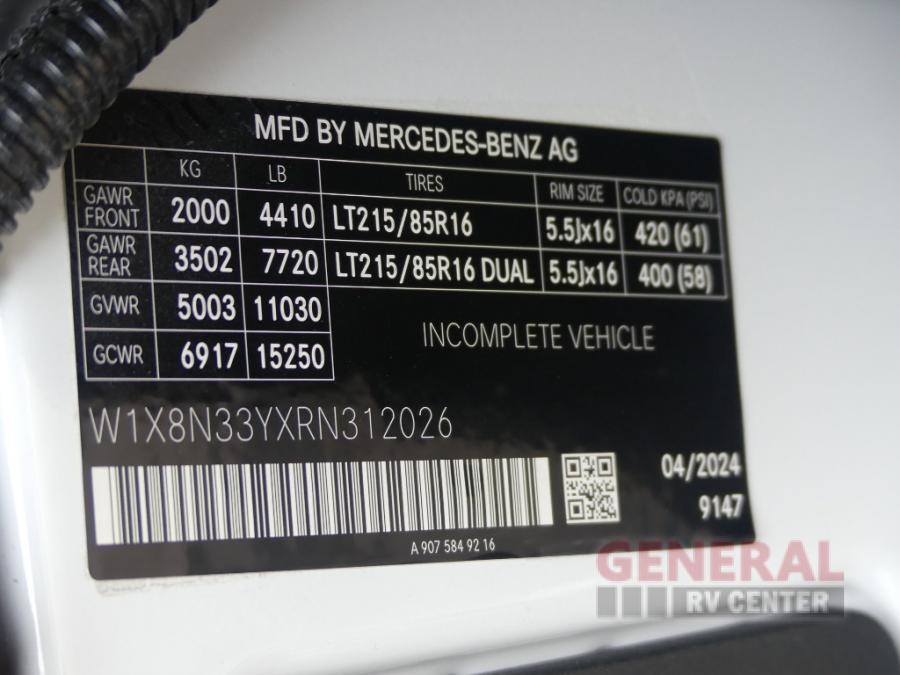 MFD BY MERCEDES-BENZ AG
KG LB TIRES RIM SIZE COLD KPA (PSI)
GAWR FRONT 2000 4410 LT215/85R16 5.5Jx16 420 (61)
GAWR REAR 3502 7720 LT215/85R16 DUAL 5.5Jx16 400 (58)
GVWR 5003 11030
GCWR 6917 15250
INCOMPLETE VEHICLE
W1X8N33YXRN312026
04/2024
9147
A 907 584 92 16
GENERAL
RV CENTER